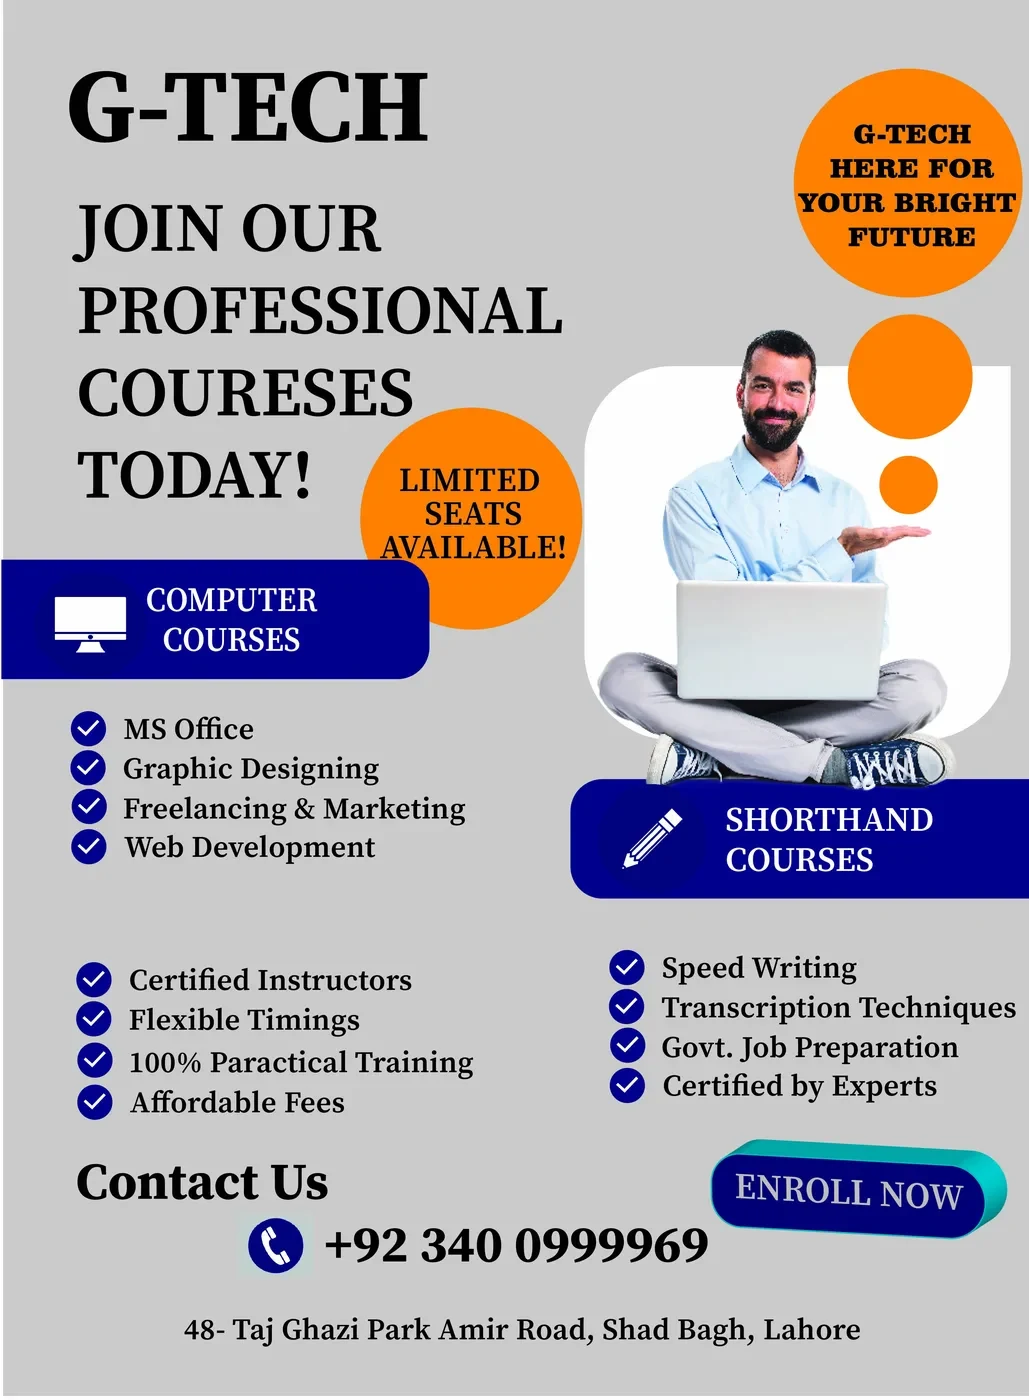 G-TECH
JOIN OUR
PROFESSIONAL
COURESES
TODAY!
G-TECH
HERE FOR
YOUR BRIGHT
FUTURE
LIMITED
SEATS
AVAILABLE!
COMPUTER
COURSES
MS Office
Graphic Designing
Freelancing & Marketing
Web Development
SHORTHAND
COURSES
Certified Instructors
Flexible Timings
100% Paractical Training
Affordable Fees
Speed Writing
Transcription Techniques
Govt. Job Preparation
Certified by Experts
Contact Us
ENROLL NOW
+92 340 0999969
48- Taj Ghazi Park Amir Road, Shad Bagh, Lahore